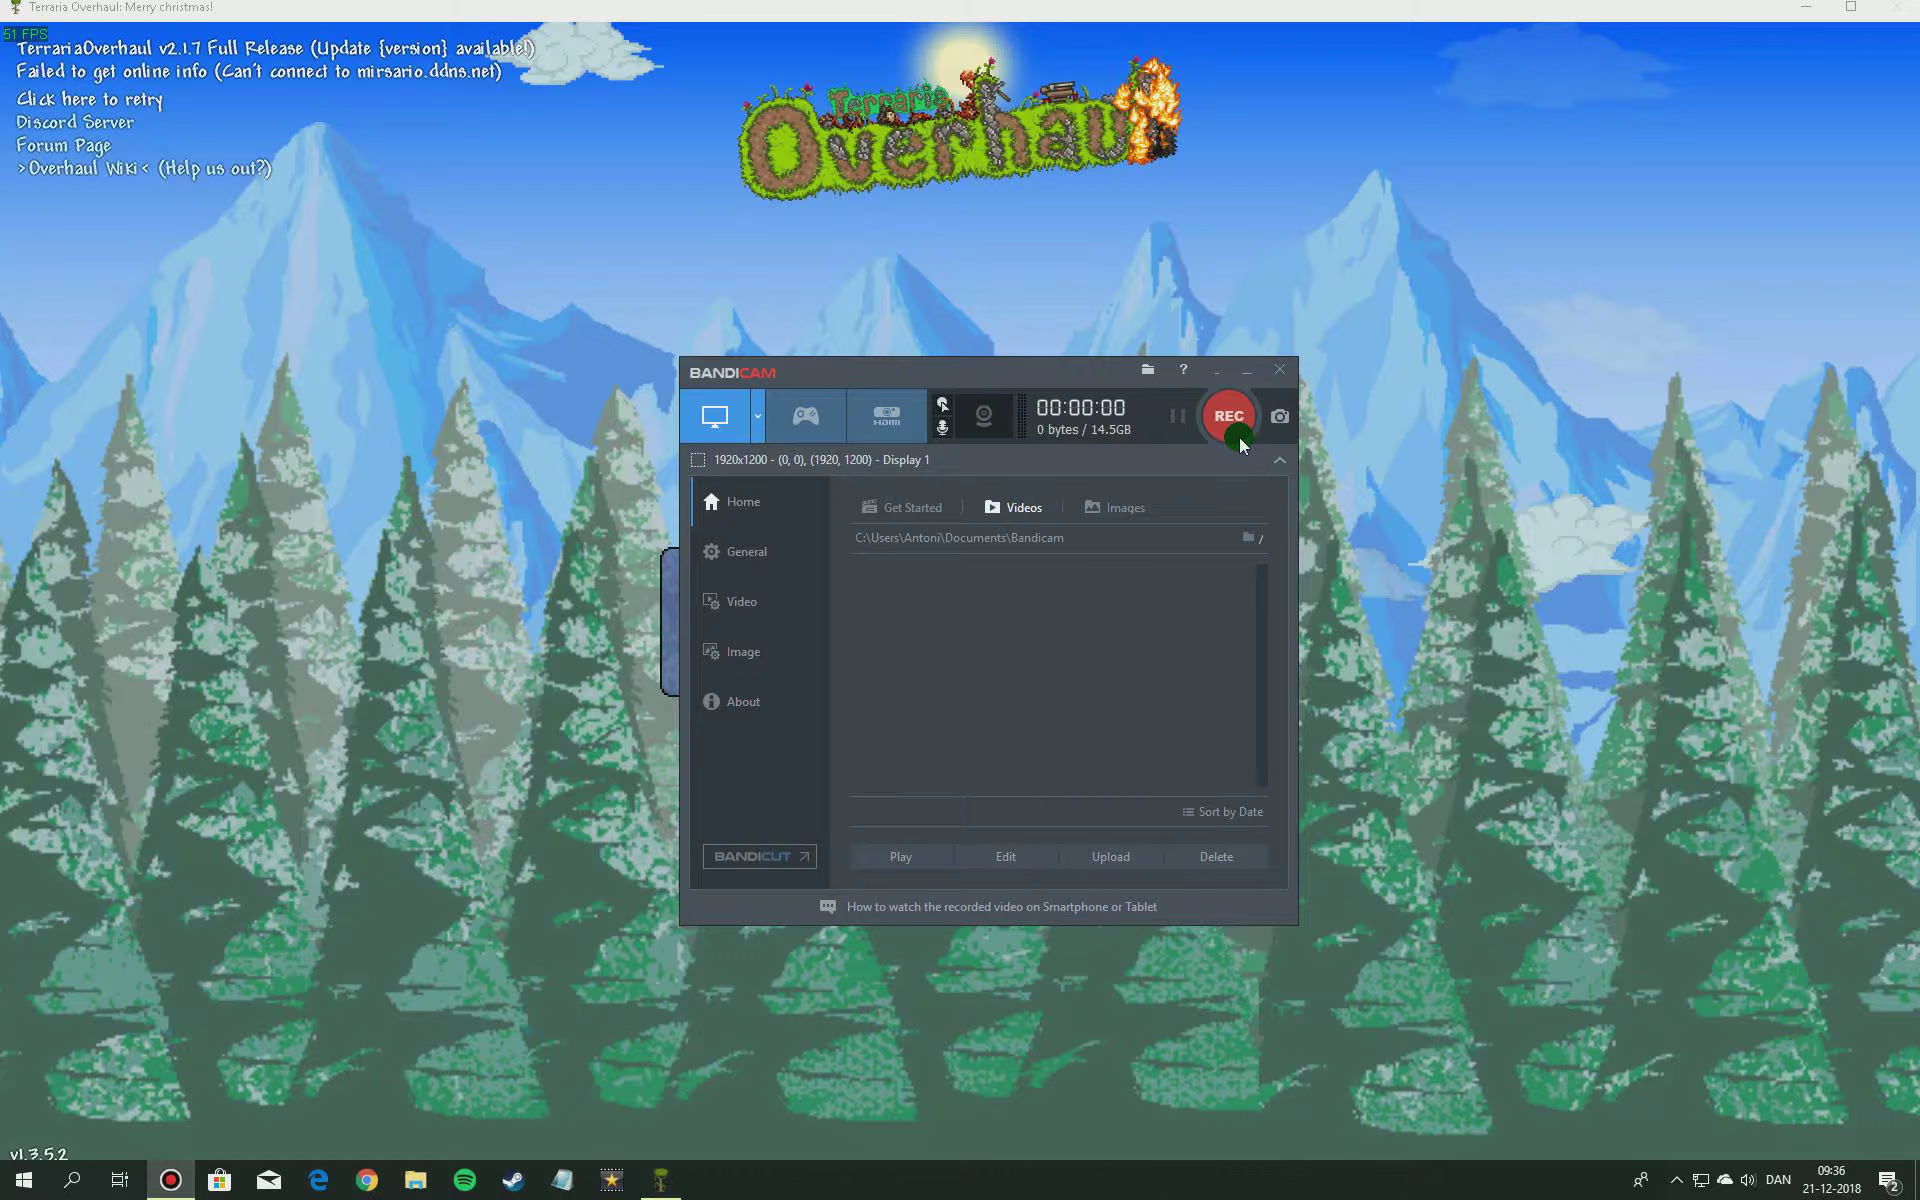 Terraria Overhaul: Merry christmas!
51 FPS
TerrariaOverhaul v2.1.7 Full Release (Update {version} available!)
Failed to get online info (Can't connect to mirsario.ddns.net)
Click here to retry
Discord Server
Forum Page
>Overhaul Wiki< (Help us out?)
Terraria
Overhaul
BANDICAM
?
HDMI
00:00:00
0 bytes / 14.5GB
REC
1920x1200 - (0, 0), (1920, 1200) - Display 1
Home
General
Video
Image
About
Get Started
Videos
Images
C:\Users\Antoni\Documents\Bandicam
/
Sort by Date
BANDICUT
Play
Edit
Upload
Delete
How to watch the recorded video on Smartphone or Tablet
v1.3.5.2
DAN
09:36
21-12-2018
2